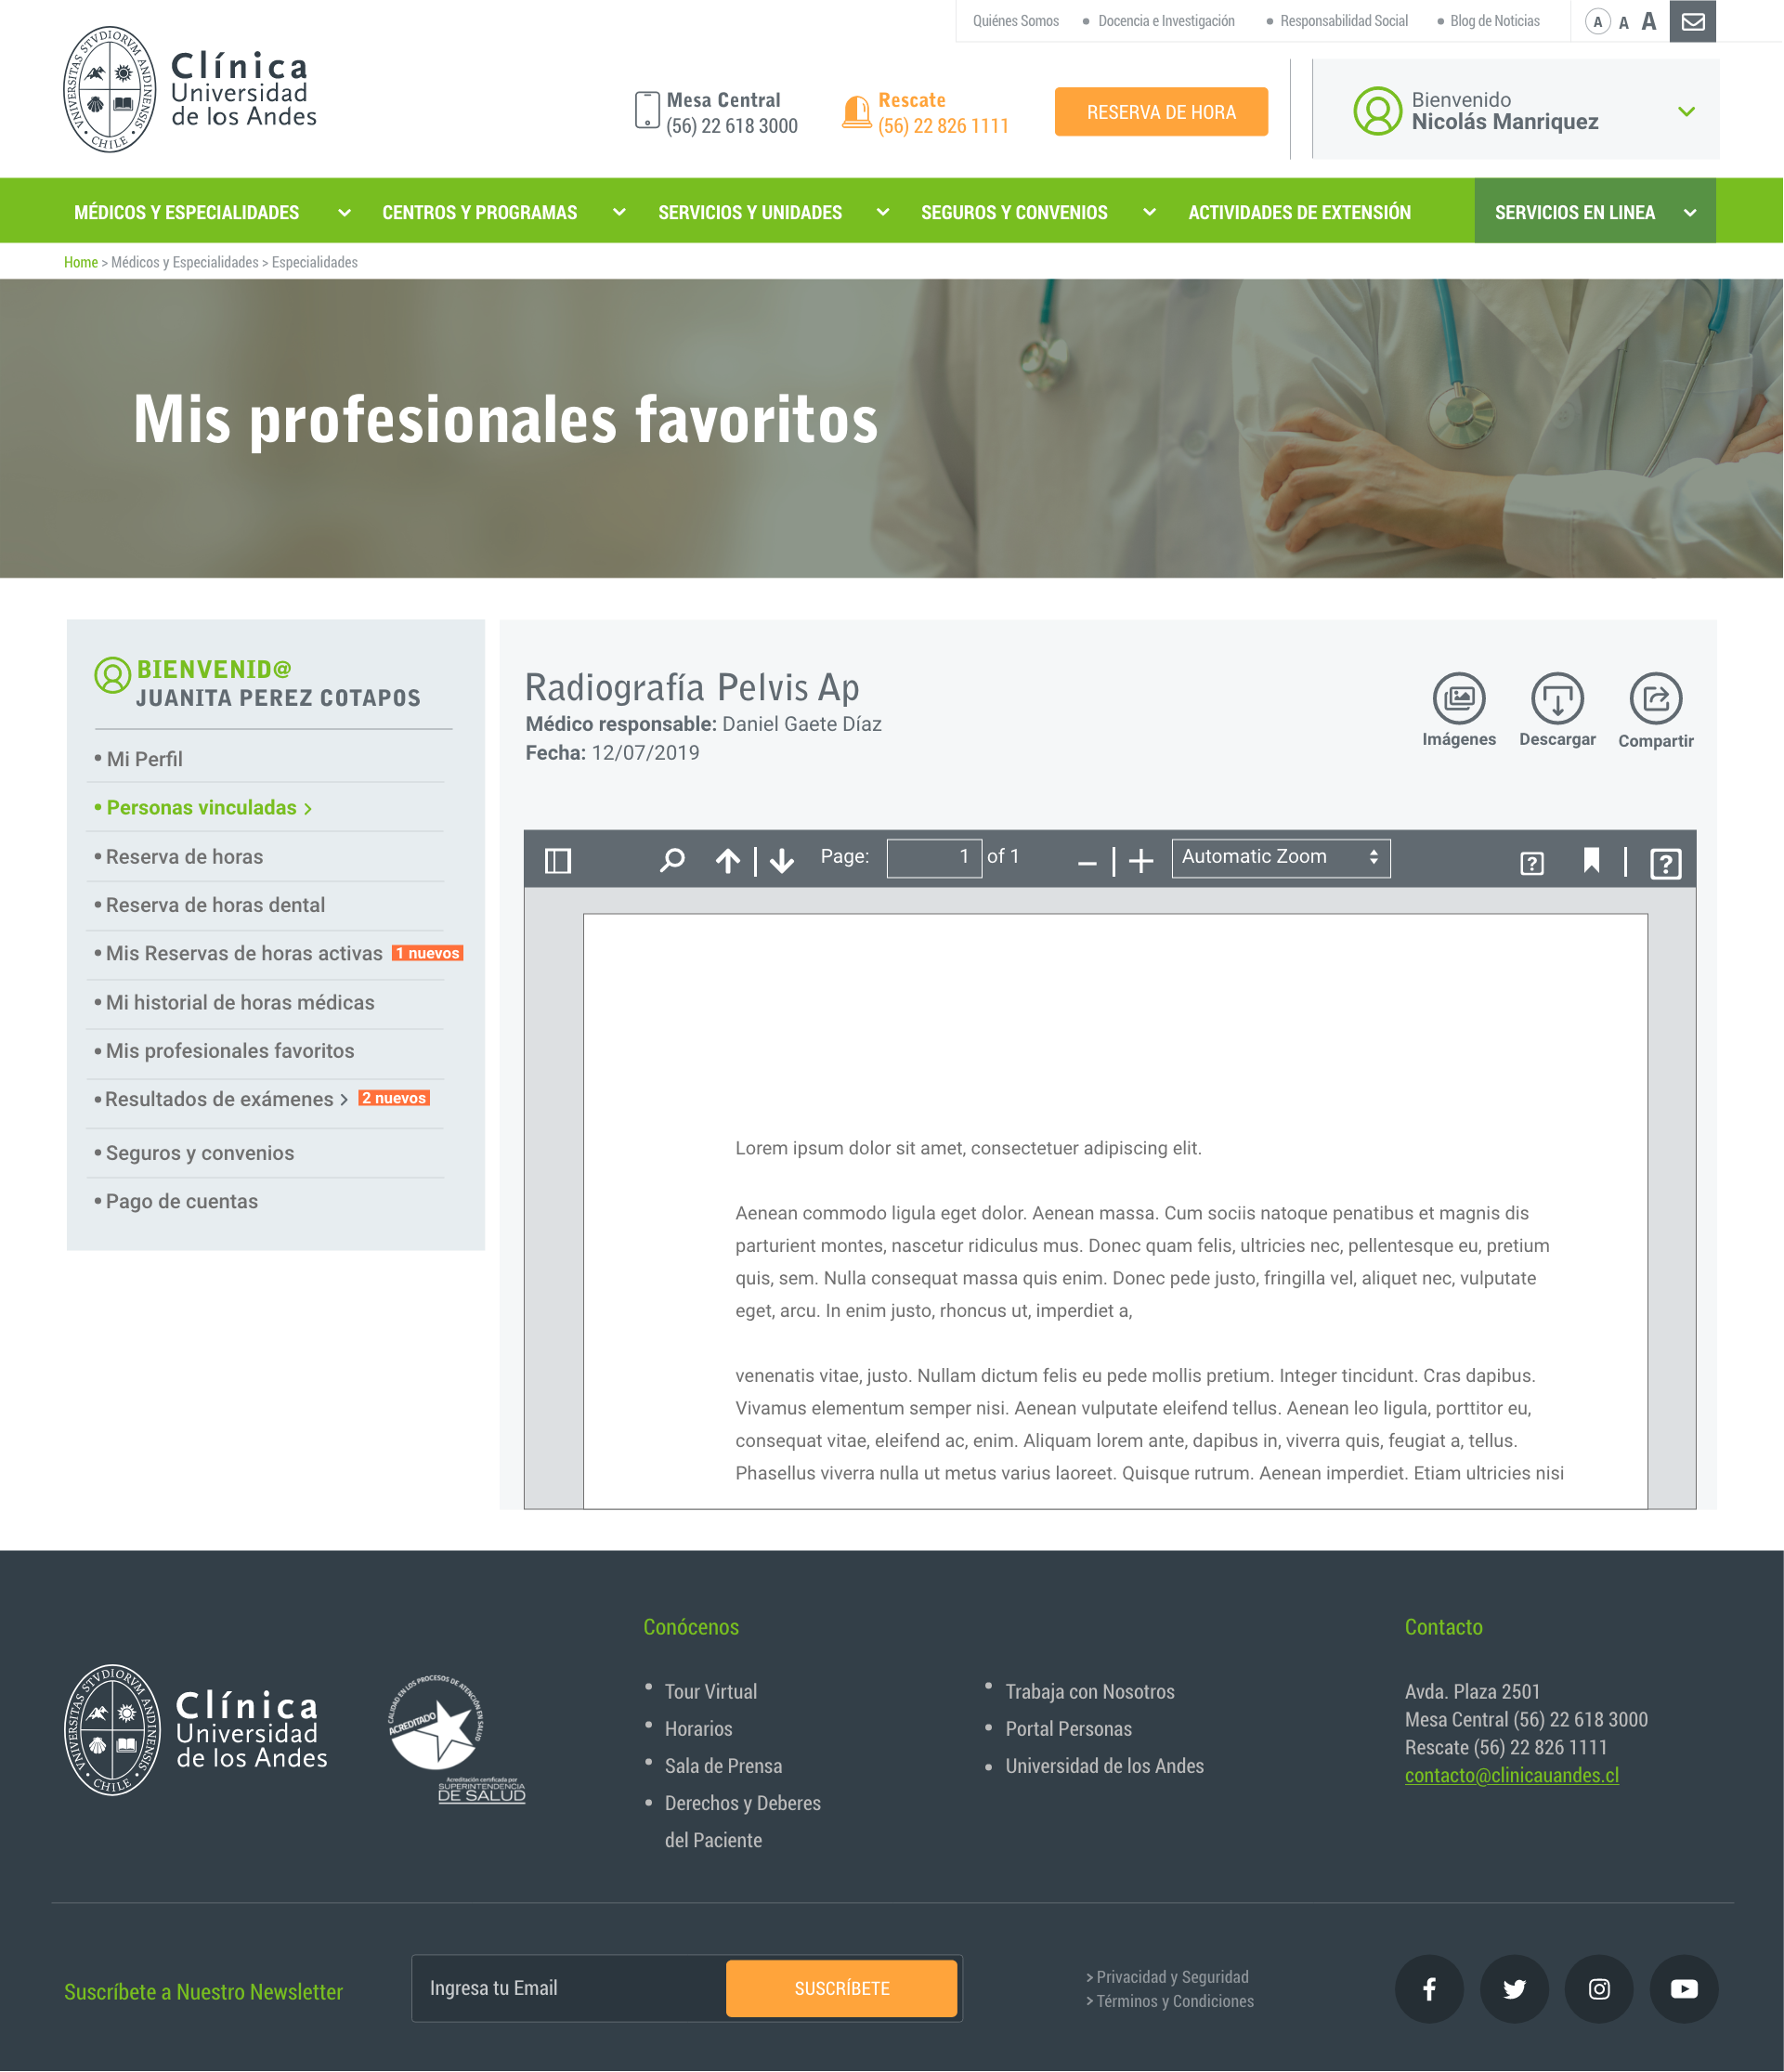 Quiénes Somos • Docencia e Investigación • Responsabilidad Social • Blog de Noticias A A A
UNIVERSITAS STVDIORVM ANDINENSIS • CHILE •
Clínica
Universidad
de los Andes
Mesa Central
(56) 22 618 3000
Rescate
(56) 22 826 1111
RESERVA DE HORA
Bienvenido
Nicolás Manriquez
MÉDICOS Y ESPECIALIDADES CENTROS Y PROGRAMAS SERVICIOS Y UNIDADES SEGUROS Y CONVENIOS ACTIVIDADES DE EXTENSIÓN SERVICIOS EN LINEA
Home > Médicos y Especialidades > Especialidades
Mis profesionales favoritos
BIENVENID@
JUANITA PEREZ COTAPOS
• Mi Perfil
• Personas vinculadas >
• Reserva de horas
• Reserva de horas dental
• Mis Reservas de horas activas 1 nuevos
• Mi historial de horas médicas
• Mis profesionales favoritos
• Resultados de exámenes > 2 nuevos
• Seguros y convenios
• Pago de cuentas
Radiografía Pelvis Ap
Médico responsable: Daniel Gaete Díaz
Fecha: 12/07/2019
Imágenes Descargar Compartir
Page: 1 of 1 Automatic Zoom
Lorem ipsum dolor sit amet, consectetuer adipiscing elit.
Aenean commodo ligula eget dolor. Aenean massa. Cum sociis natoque penatibus et magnis dis
parturient montes, nascetur ridiculus mus. Donec quam felis, ultricies nec, pellentesque eu, pretium
quis, sem. Nulla consequat massa quis enim. Donec pede justo, fringilla vel, aliquet nec, vulputate
eget, arcu. In enim justo, rhoncus ut, imperdiet a,
venenatis vitae, justo. Nullam dictum felis eu pede mollis pretium. Integer tincidunt. Cras dapibus.
Vivamus elementum semper nisi. Aenean vulputate eleifend tellus. Aenean leo ligula, porttitor eu,
consequat vitae, eleifend ac, enim. Aliquam lorem ante, dapibus in, viverra quis, feugiat a, tellus.
Phasellus viverra nulla ut metus varius laoreet. Quisque rutrum. Aenean imperdiet. Etiam ultricies nisi
UNIVERSITAS STVDIORVM ANDINENSIS • CHILE •
Clínica
Universidad
de los Andes
CALIDAD EN LOS PROCESOS DE ATENCIÓN EN SALUD
ACREDITADO
Acreditación certificada por
SUPERINTENDENCIA
DE SALUD
Conócenos
• Tour Virtual
• Horarios
• Sala de Prensa
• Derechos y Deberes
del Paciente
• Trabaja con Nosotros
• Portal Personas
• Universidad de los Andes
Contacto
Avda. Plaza 2501
Mesa Central (56) 22 618 3000
Rescate (56) 22 826 1111
contacto@clinicauandes.cl
Suscríbete a Nuestro Newsletter
Ingresa tu Email
SUSCRÍBETE
> Privacidad y Seguridad
> Términos y Condiciones